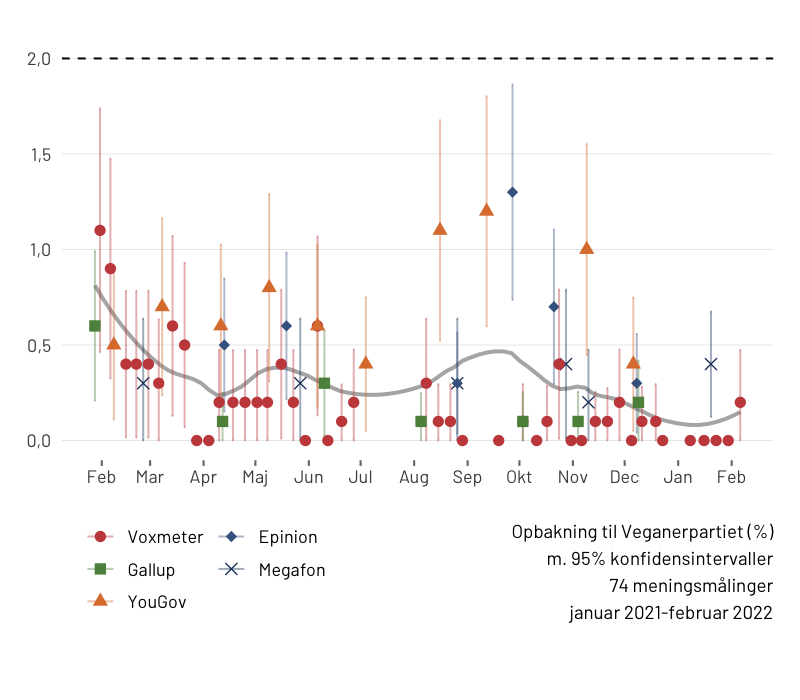 2,0
1,5
1,0
0,5
0,0
Feb Mar Apr Maj Jun Jul Aug Sep Okt Nov Dec Jan Feb
Voxmeter Epinion
Gallup Megafon
YouGov
Opbakning til Veganerpartiet (%)
m. 95% konfidensintervaller
74 meningsmålinger
januar 2021-februar 2022